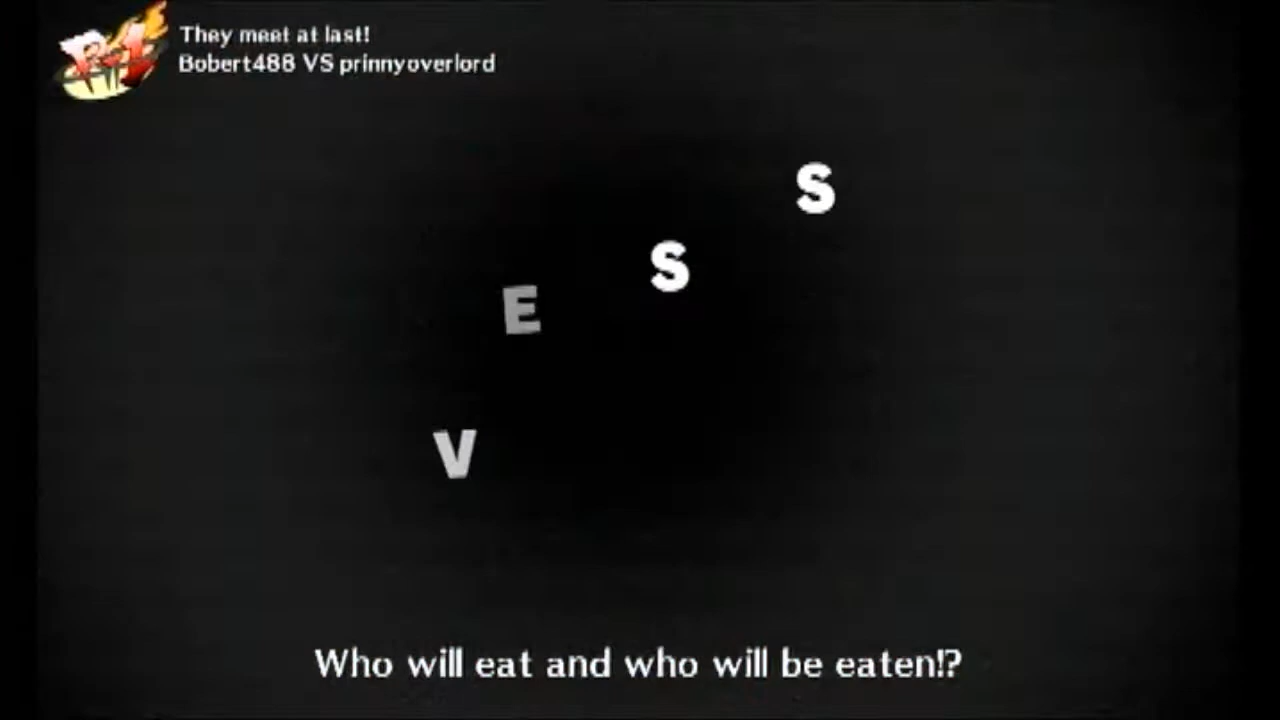 They meet at last!
Bobert488 VS prinnyoverlord
S
S
E
V
Who will eat and who will be eaten!?